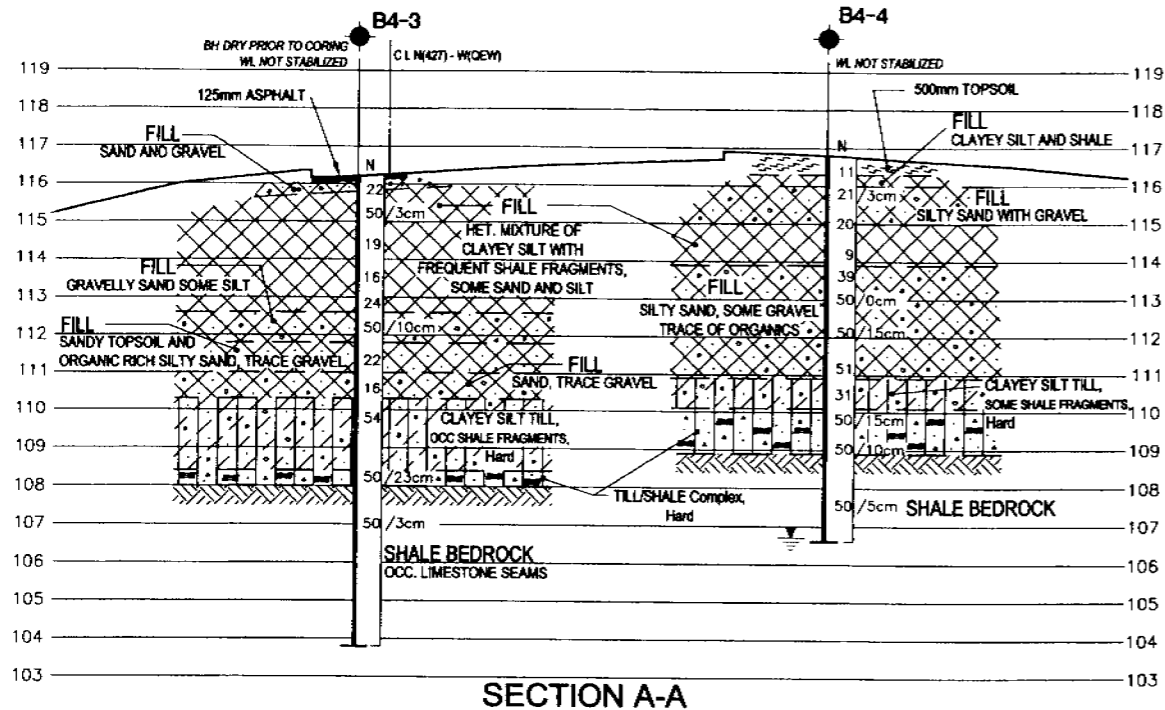 B4-3
B4-4
BH DRY PRIOR TO CORING
WL NOT STABILIZED
C L N(427) - W(QEW)
WL NOT STABILIZED
119
119
125mm ASPHALT
500mm TOPSOIL
118
118
FILL
SAND AND GRAVEL
FILL
CLAYEY SILT AND SHALE
117
117
N
N
116
116
22
11
50/3cm
21/3cm
FILL
HET. MIXTURE OF
CLAYEY SILT WITH
FREQUENT SHALE FRAGMENTS,
SOME SAND AND SILT
FILL
SILTY SAND WITH GRAVEL
115
115
19
20
114
114
FILL
GRAVELLY SAND SOME SILT
16
9
39
113
113
24
50/0cm
FILL
SILTY SAND, SOME GRAVEL
TRACE OF ORGANICS
FILL
SANDY TOPSOIL AND
ORGANIC RICH SILTY SAND, TRACE GRAVEL
112
112
50/10cm
50/15cm
22
51
111
111
FILL
SAND, TRACE GRAVEL
16
31
CLAYEY SILT TILL,
SOME SHALE FRAGMENTS,
Hard
110
110
54
50/15cm
CLAYEY SILT TILL,
OCC SHALE FRAGMENTS,
Hard
109
109
50/10cm
50/23cm
108
108
TILL/SHALE Complex,
Hard
50/5cm
SHALE BEDROCK
107
107
50/3cm
SHALE BEDROCK
OCC. LIMESTONE SEAMS
106
106
105
105
104
104
103
103
SECTION A-A